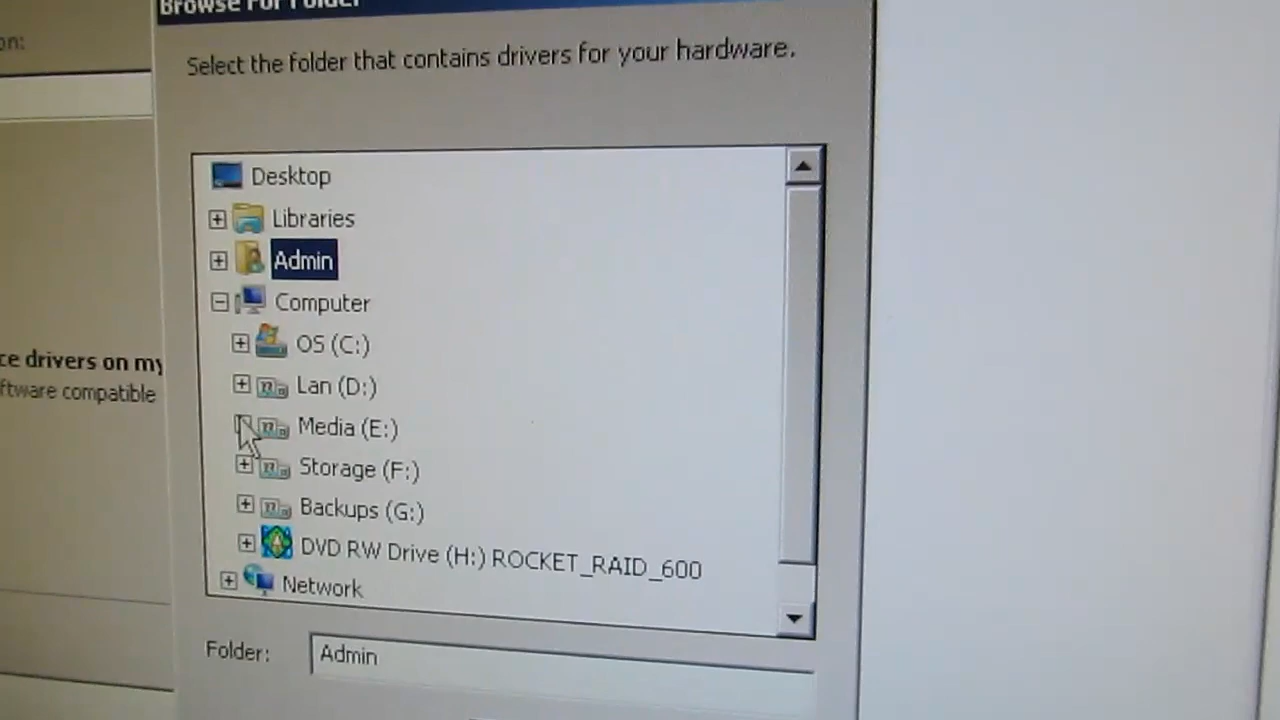 Browse For Folder
on:
Select the folder that contains drivers for your hardware.
Desktop
Libraries
Admin
Computer
OS (C:)
ce drivers on my
Lan (D:)
ftware compatible
Media (E:)
Storage (F:)
Backups (G:)
DVD RW Drive (H:) ROCKET_RAID_600
Network
Folder:
Admin